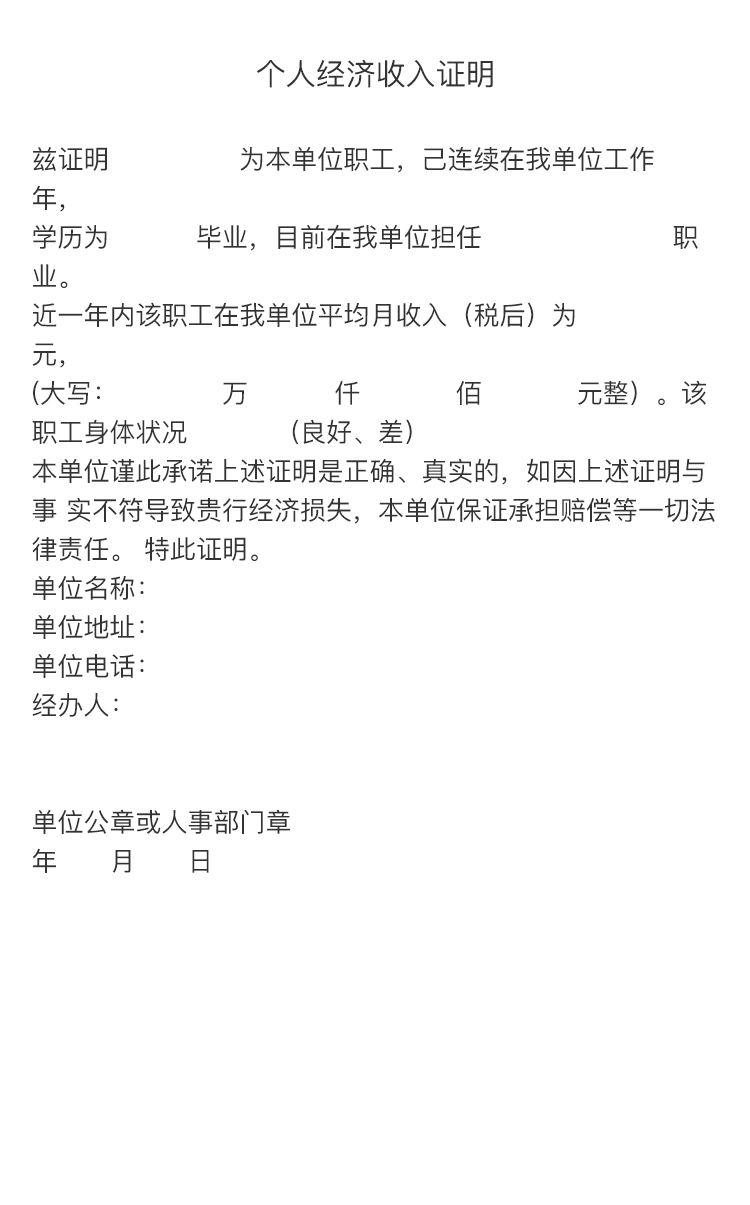 个人经济收入证明
兹证明 为本单位职工，己连续在我单位工作
年，
学历为 毕业，目前在我单位担任 职
业。
近一年内该职工在我单位平均月收入（税后）为
元，
(大写： 万 仟 佰 元整）。该
职工身体状况 （良好、差）
本单位谨此承诺上述证明是正确、真实的，如因上述证明与
事 实不符导致贵行经济损失，本单位保证承担赔偿等一切法
律责任。 特此证明。
单位名称：
单位地址：
单位电话：
经办人：
单位公章或人事部门章
年 月 日